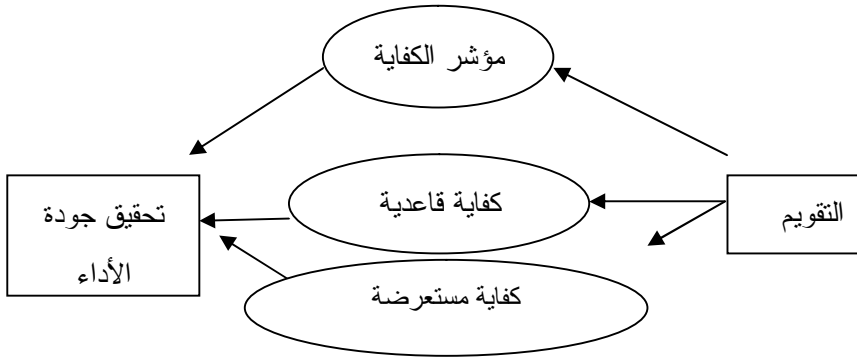 مؤشر الكفاية
التقويم
كفاية قاعدية
تحقيق جودة
الأداء
كفاية مستعرضة